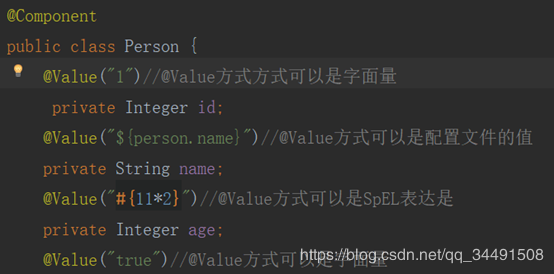 @Component
public class Person {
@Value("1")//@Value方式方式可以是字面量
private Integer id;
@Value("${person.name}")//@Value方式可以是配置文件的值
private String name;
@Value("#{11*2}")//@Value方式可以是SpEL表达是
private Integer age;
@Value("true")//@Value方式可以是字面量
https://blog.csdn.net/qq_34491508